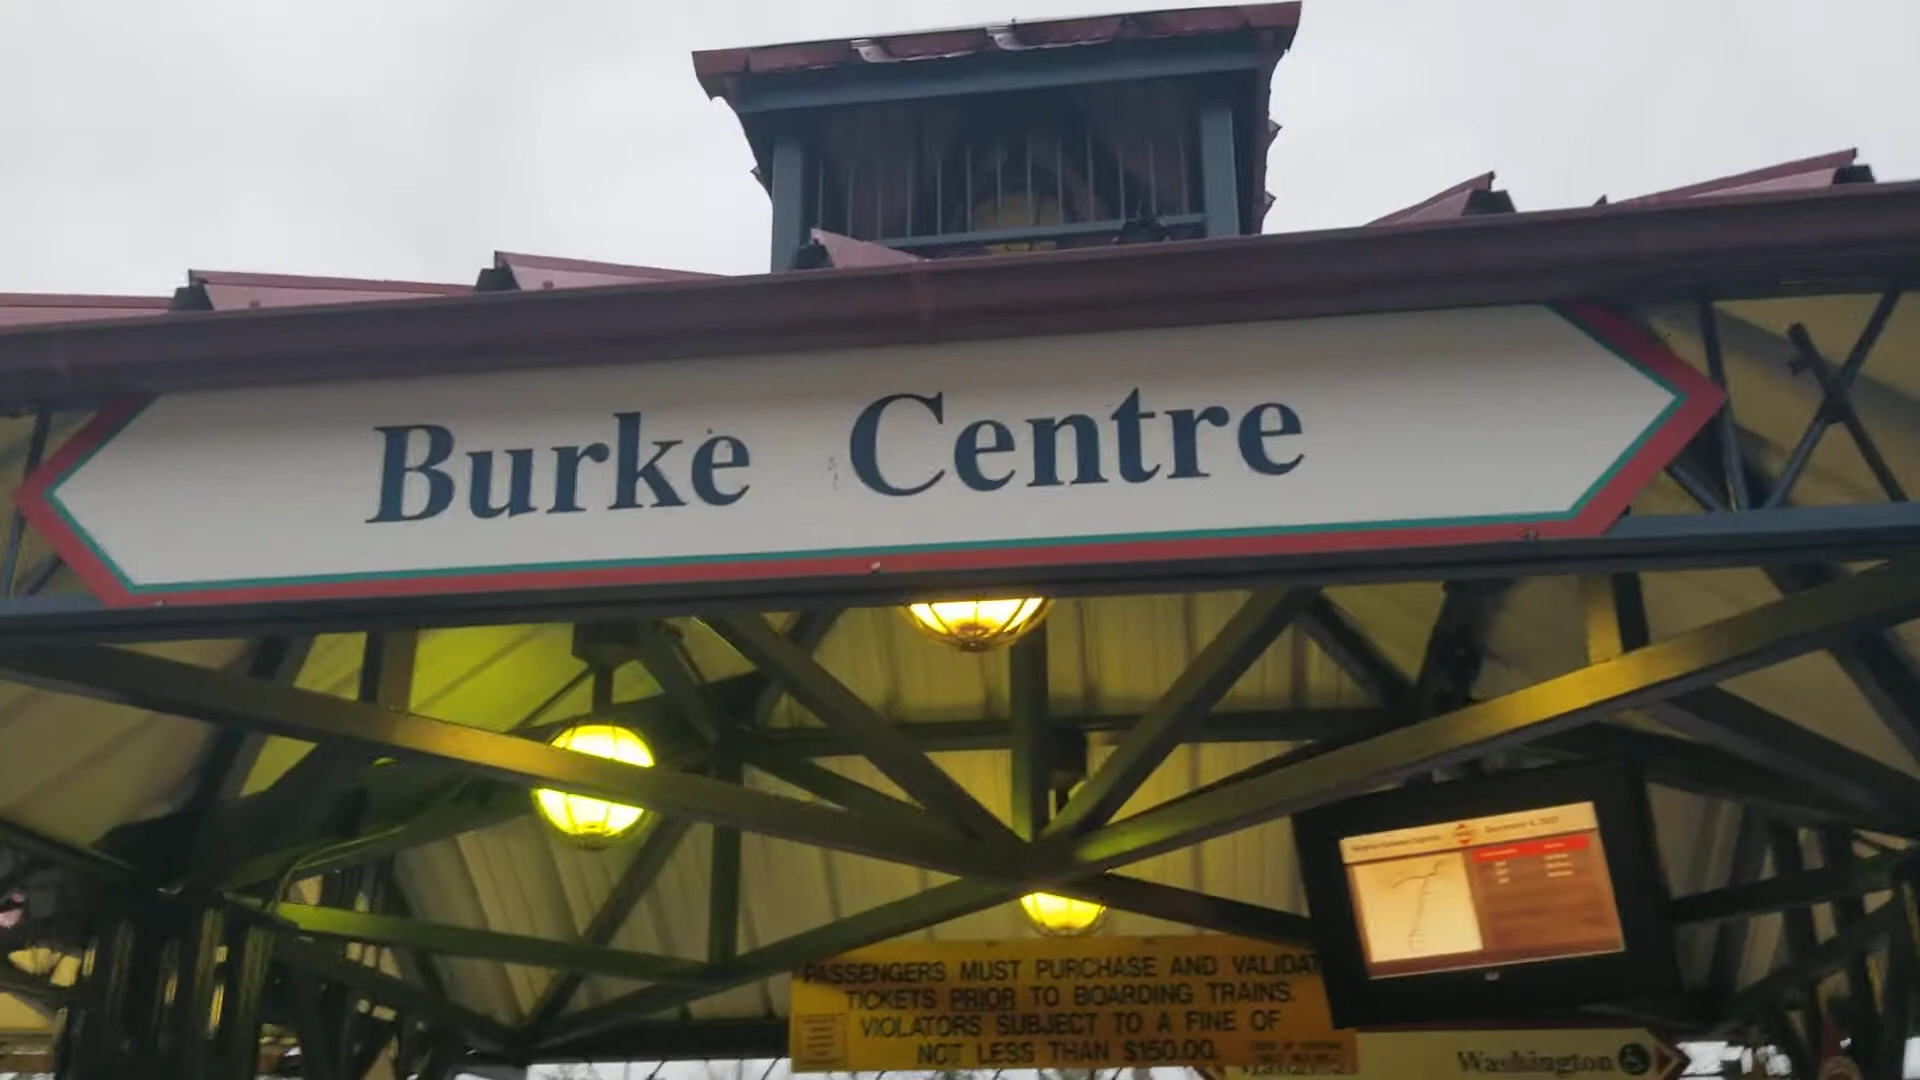 Burke Centre
PASSENGERS MUST PURCHASE AND VALIDAT
TICKETS PRIOR TO BOARDING TRAINS.
VIOLATORS SUBJECT TO A FINE OF
NOT LESS THAN $150.00.
Washington